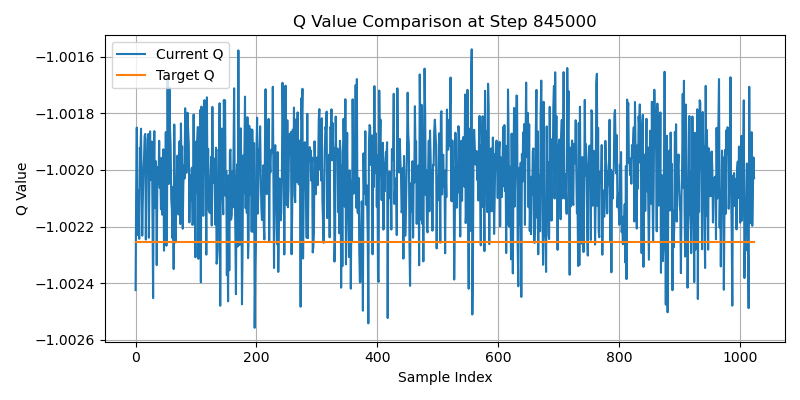 Q Value Comparison at Step 845000
Current Q
Target Q
Q Value
−1.0016
−1.0018
−1.0020
−1.0022
−1.0024
−1.0026
0
200
400
600
800
1000
Sample Index